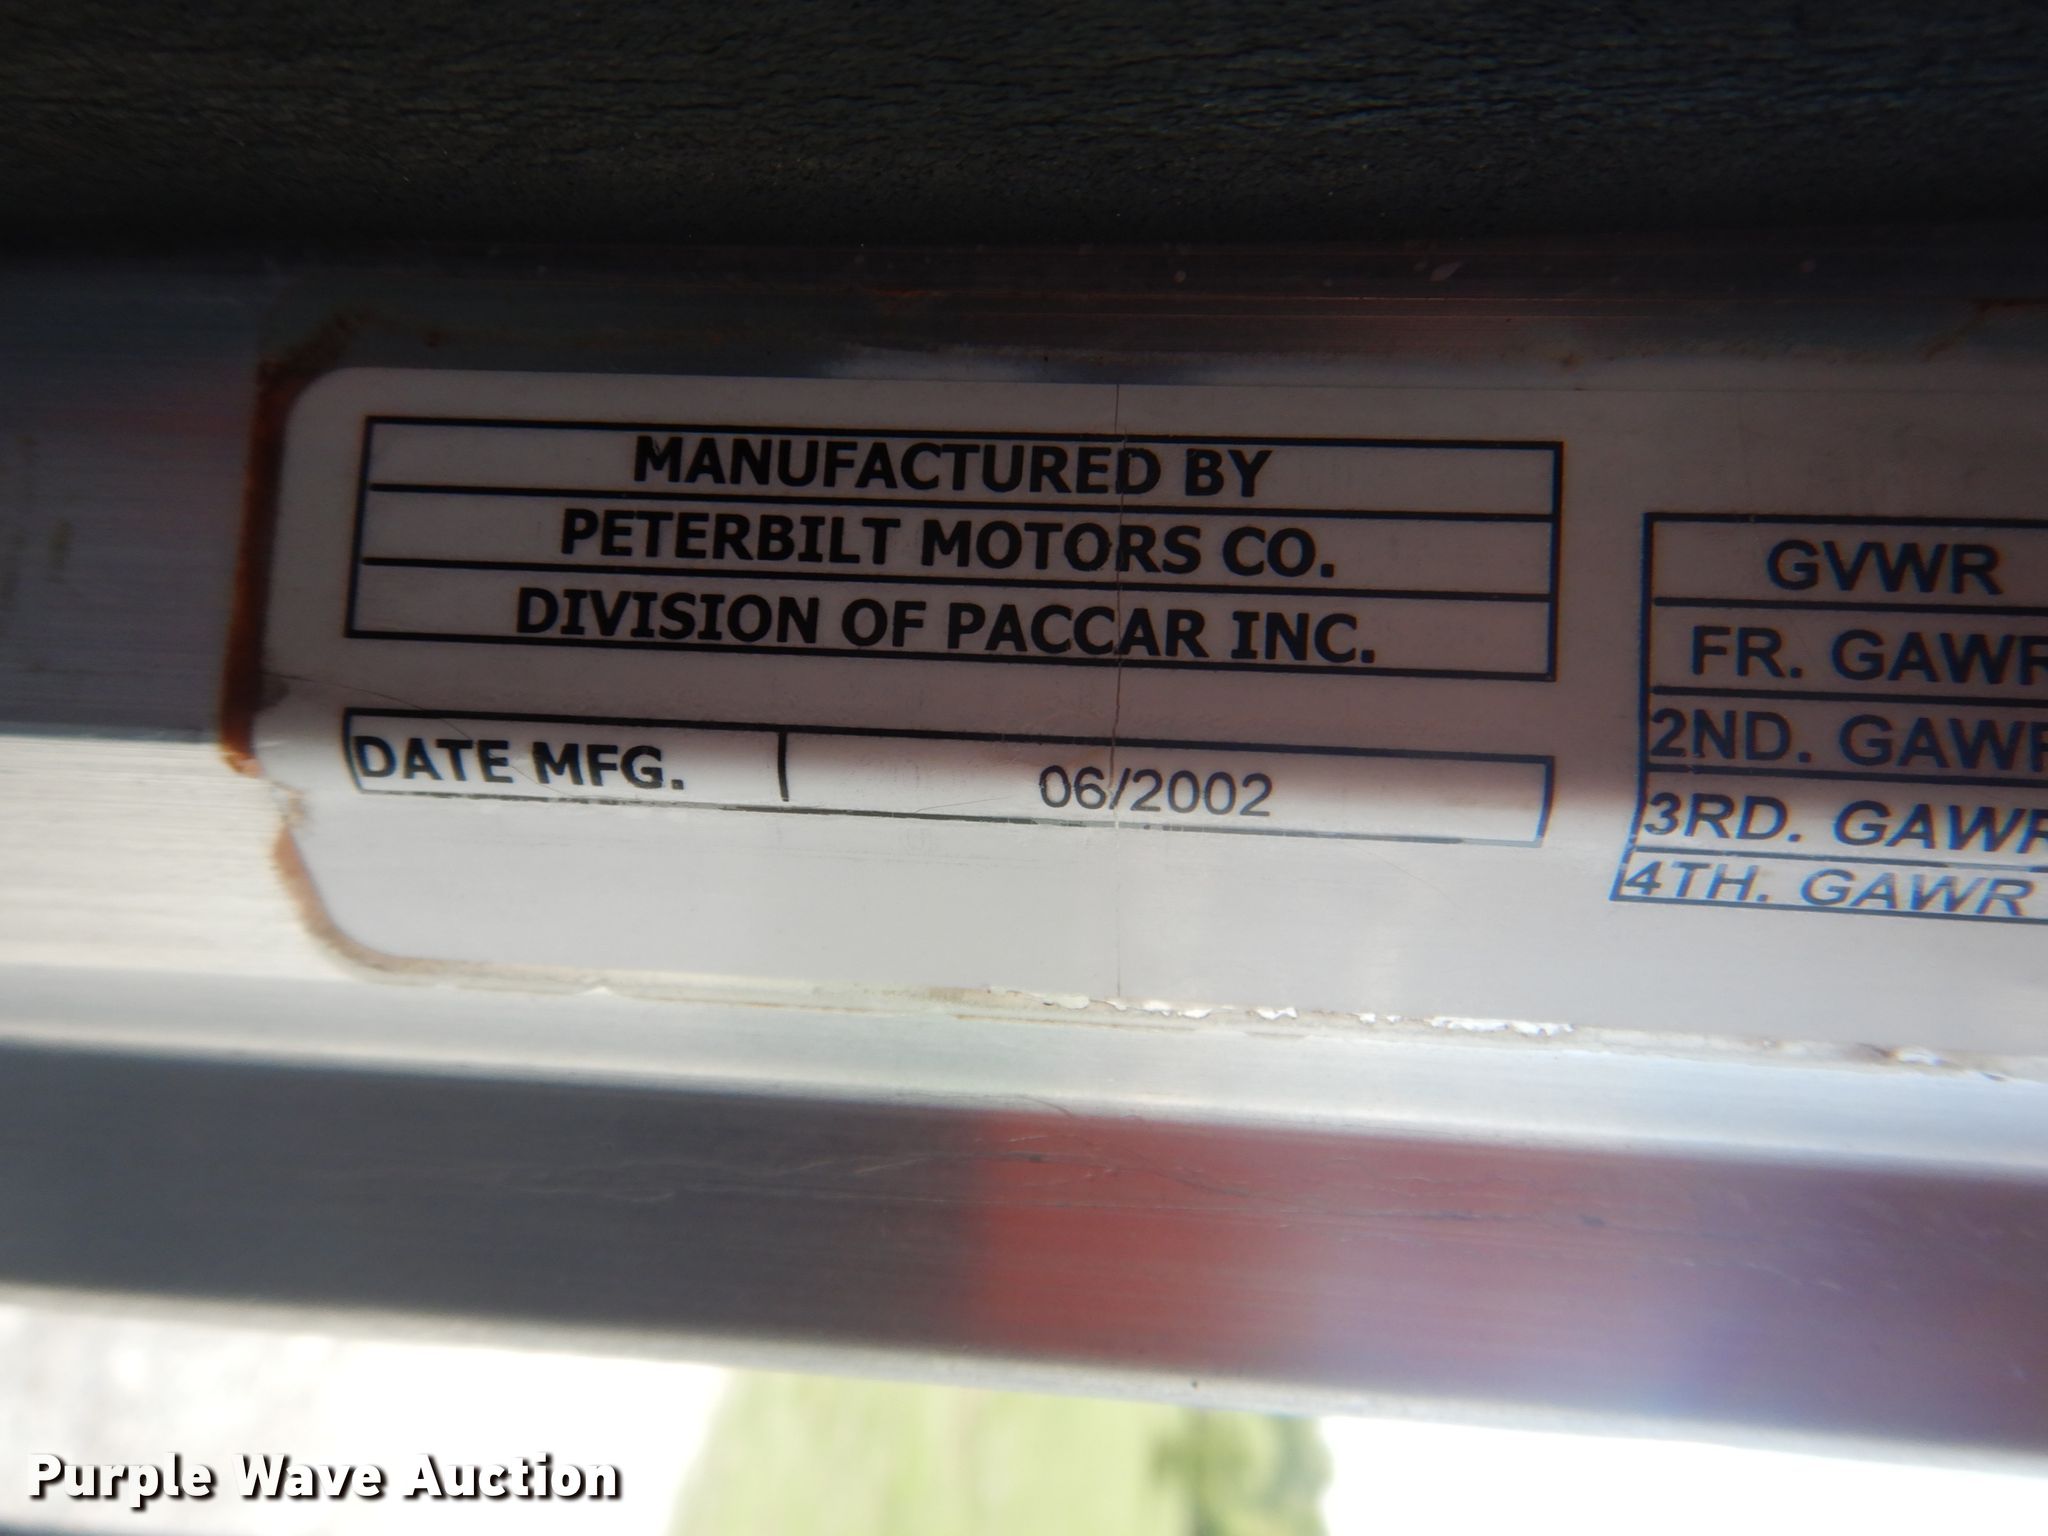 MANUFACTURED BY
PETERBILT MOTORS CO.
DIVISION OF PACCAR INC.
DATE MFG. 06/2002
GVWR
FR. GAWR
2ND. GAWR
3RD. GAWR
4TH. GAWR
Purple Wave Auction